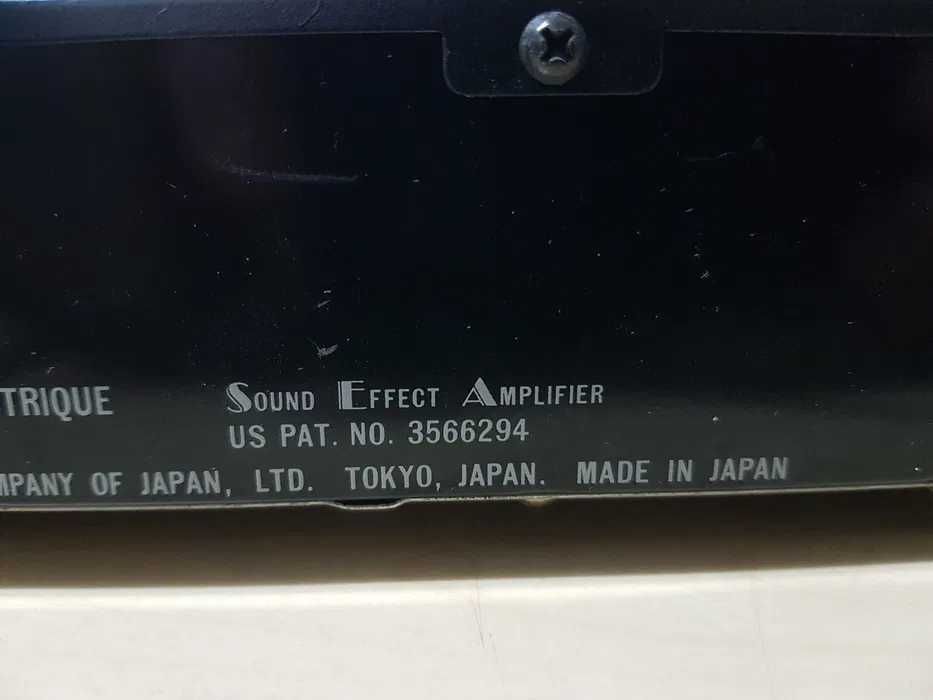 TRIQUE
SOUND EFFECT AMPLIFIER
US PAT. NO. 3566294
MPANY OF JAPAN, LTD. TOKYO, JAPAN. MADE IN JAPAN